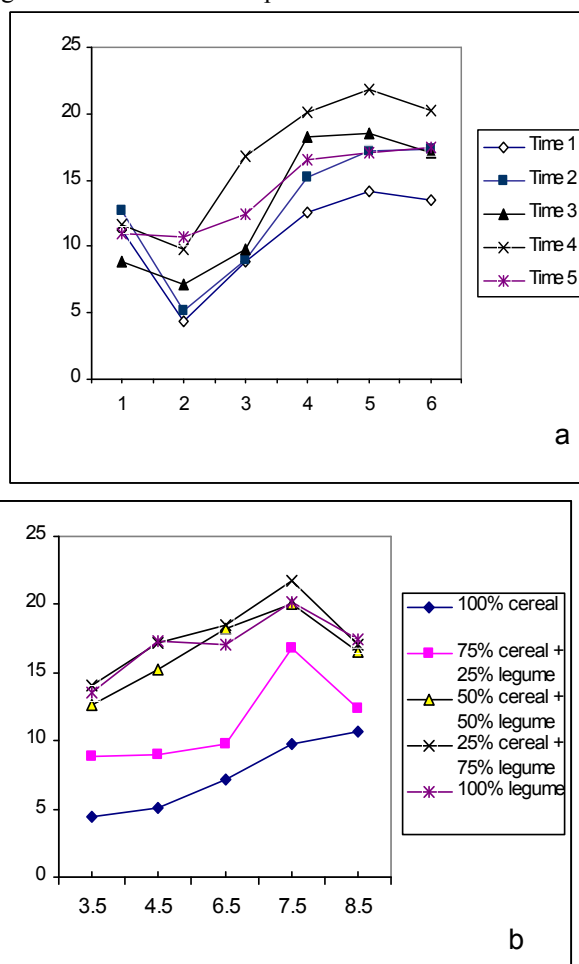 25
20
15
10
5
0
1 2 3 4 5 6
Time 1
Time 2
Time 3
Time 4
Time 5
a
25
20
15
10
5
0
3.5 4.5 6.5 7.5 8.5
100% cereal
75% cereal +
25% legume
50% cereal +
50% legume
25% cereal +
75% legume
100% legume
b